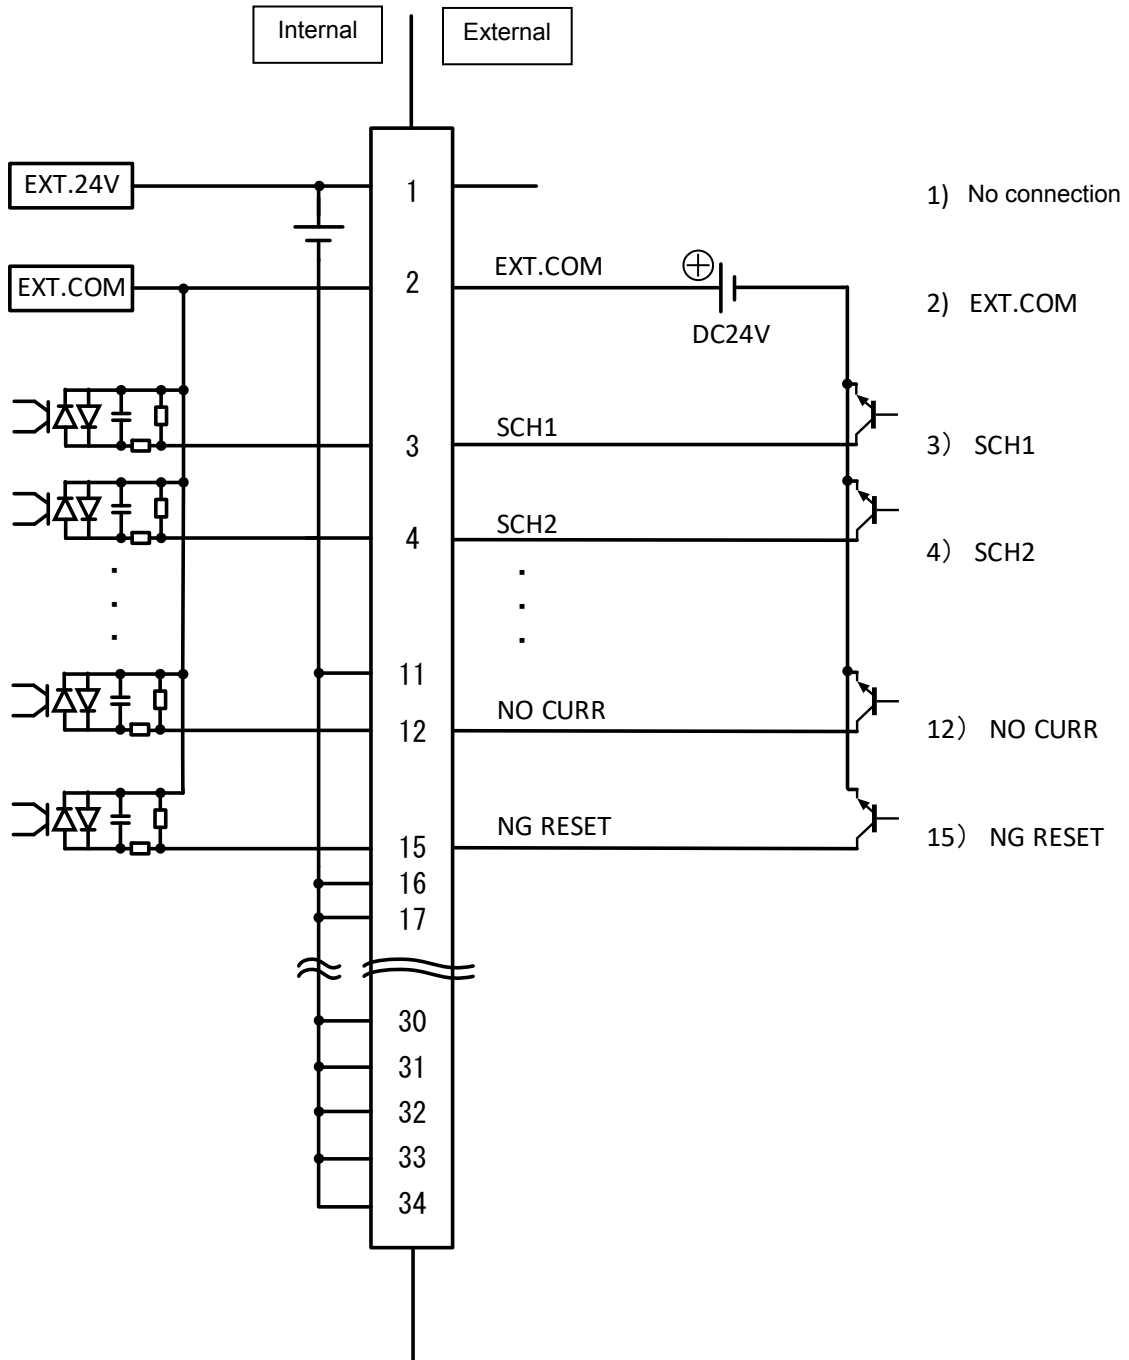 Internal
External
EXT.24V
1
1) No connection
EXT.COM
2
EXT.COM
DC24V
2) EXT.COM
3
SCH1
3） SCH1
4
SCH2
4） SCH2
11
12
NO CURR
12） NO CURR
15
NG RESET
15） NG RESET
16
17
30
31
32
33
34